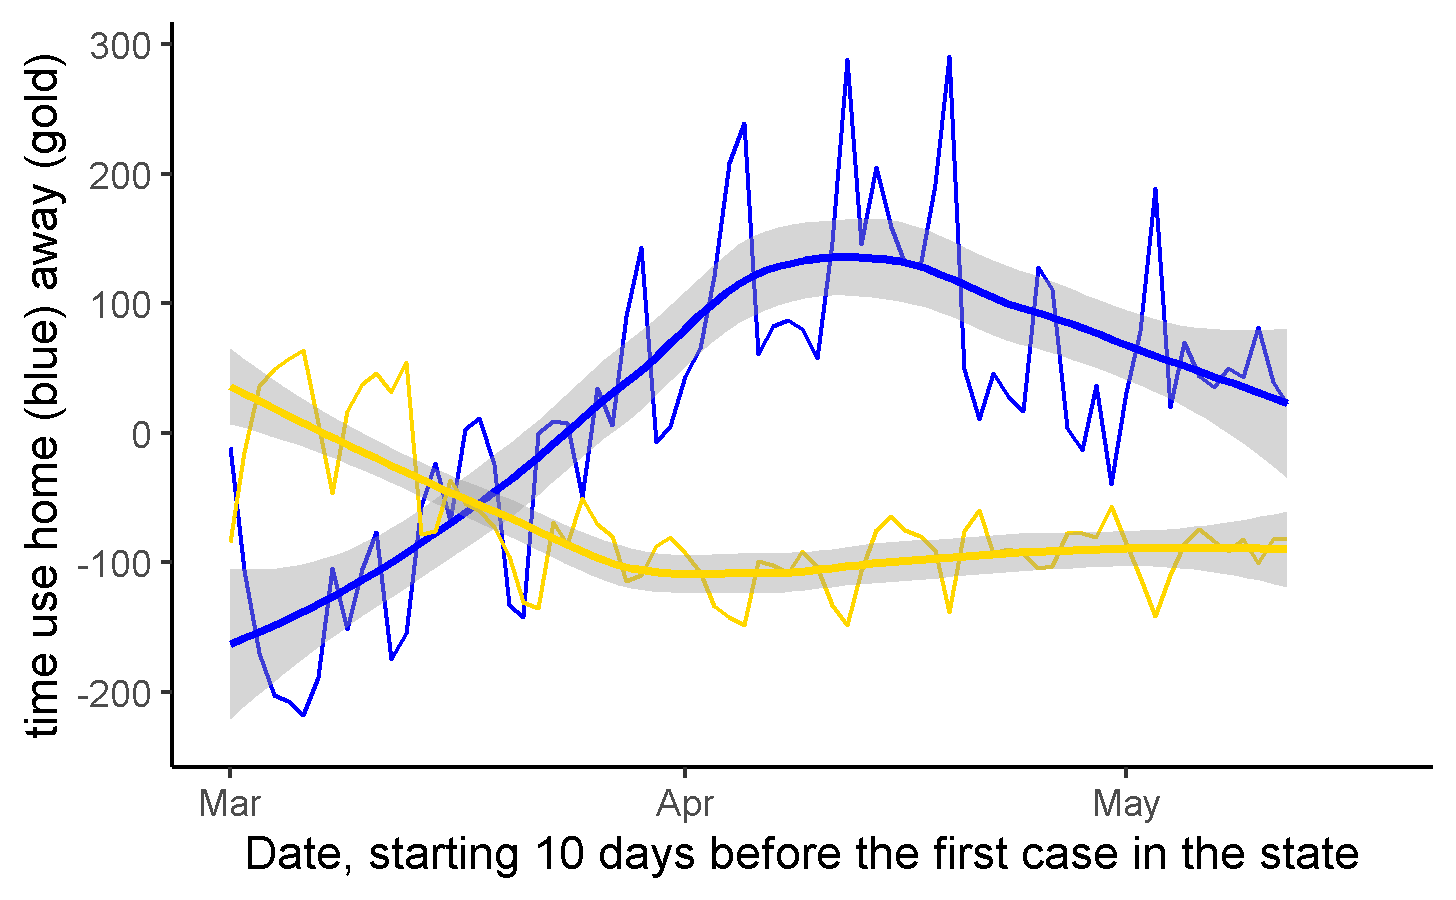 time use home (blue) away (gold)
300
200
100
0
-100
-200
Mar
Apr
May
Date, starting 10 days before the first case in the state